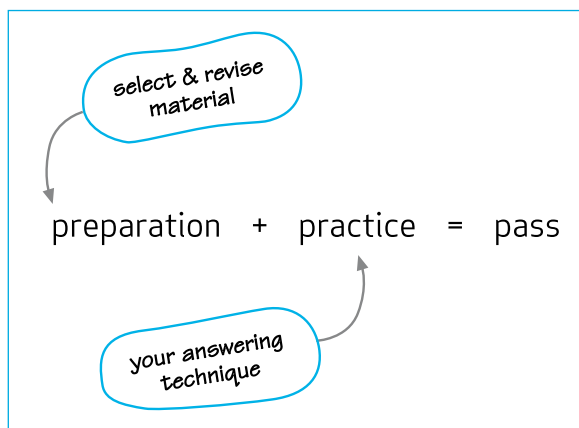 select & revise
material
preparation + practice = pass
your answering
technique